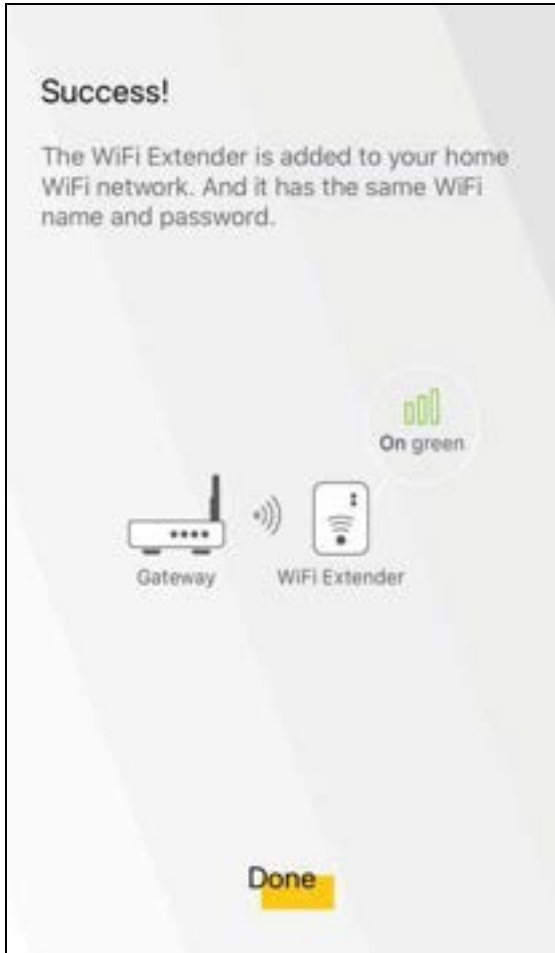 Success!
The WiFi Extender is added to your home
WiFi network. And it has the same WiFi
name and password.
On green
Gateway
WiFi Extender
Done